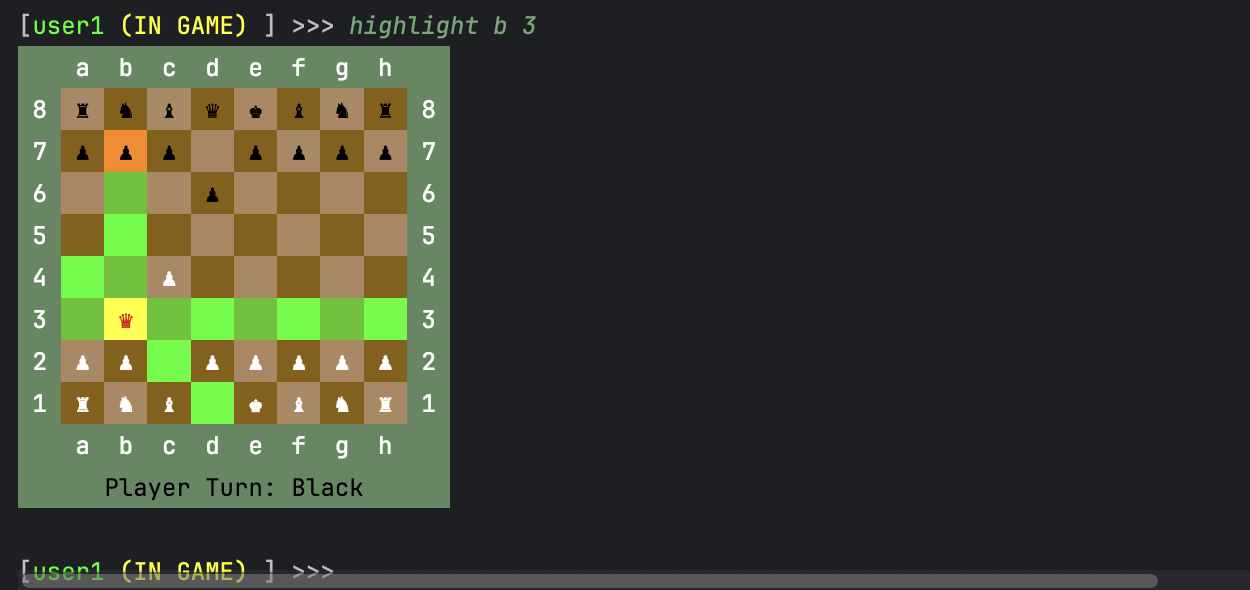 [user1 (IN GAME) ] >>> highlight b 3
a b c d e f g h
8 ♜ ♞ ♝ ♛ ♚ ♝ ♞ ♜ 8
7 ♟ ♟ ♟ ♟ ♟ ♟ ♟ 7
6 ♟ 6
5 5
4 ♟ 4
3 ♛ 3
2 ♟ ♟ ♟ ♟ ♟ ♟ ♟ 2
1 ♜ ♞ ♝ ♚ ♝ ♞ ♜ 1
a b c d e f g h
Player Turn: Black
[user1 (IN GAME) ] >>>